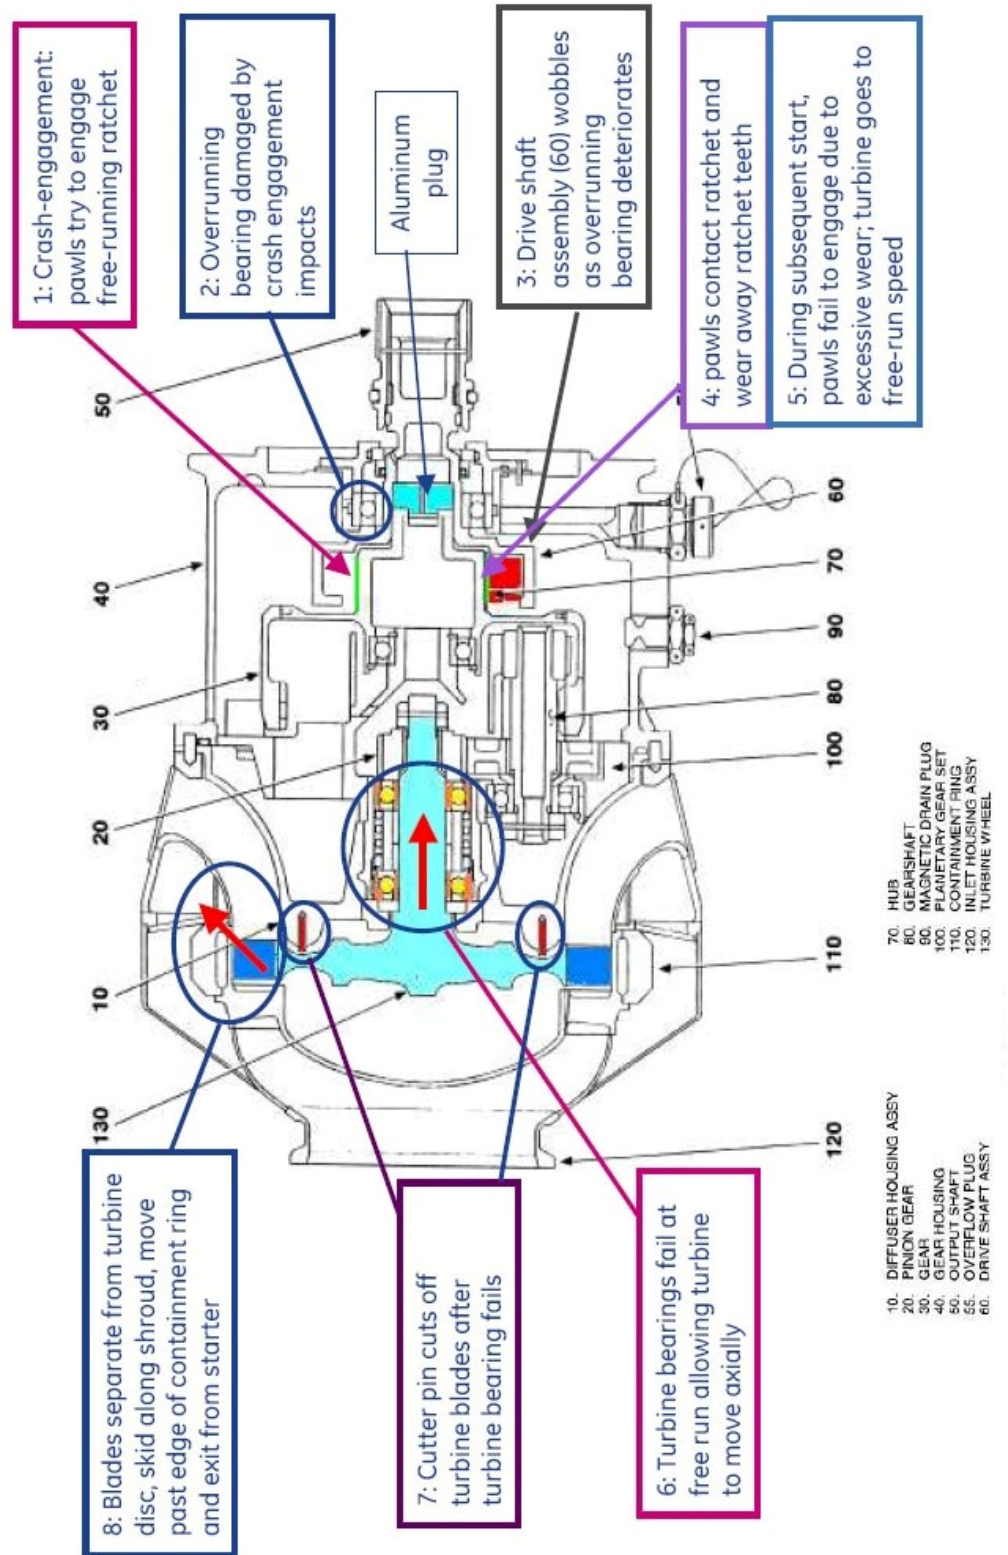 1: Crash-engagement:
pawls try to engage
free-running ratchet
2: Overrunning
bearing damaged by
crash engagement
impacts
Aluminum
plug
3: Drive shaft
assembly (60) wobbles
as overrunning
bearing deteriorates
4: pawls contact ratchet and
wear away ratchet teeth
5: During subsequent start,
pawls fail to engage due to
excessive wear; turbine goes to
free-run speed
8: Blades separate from turbine
disc, skid along shroud, move
past edge of containment ring
and exit from starter
7: Cutter pin cuts off
turbine blades after
turbine bearing fails
6: Turbine bearings fail at
free run allowing turbine
to move axially
130
10
20
30
40
50
120
110
100
80
90
70
60
10. DIFFUSER HOUSING ASSY
20. PINION GEAR
30. GEAR
40. GEAR HOUSING
50. OUTPUT SHAFT
55. OVERFLOW PLUG
60. DRIVE SHAFT ASSY
70. HUB
80. GEARSHAFT
90. MAGNETIC DRAIN PLUG
100. PLANETARY GEAR SET
110. CONTAINMENT RING
120. INLET HOUSING ASSY
130. TURBINE WHEEL